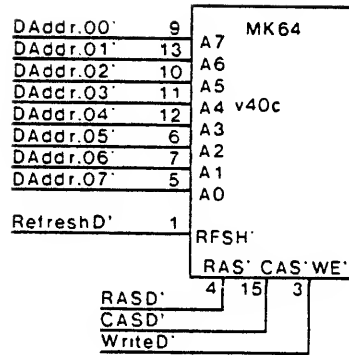 DAddr.00' 9 A7 MK64
DAddr.01' 13 A6
DAddr.02' 10 A5
DAddr.03' 11 A4 v40c
DAddr.04' 12 A3
DAddr.05' 6 A2
DAddr.06' 7 A1
DAddr.07' 5 A0
RefreshD' 1 RFSH'
RAS' CAS' WE'
RASD' 4 15 3
CASD'
WriteD'